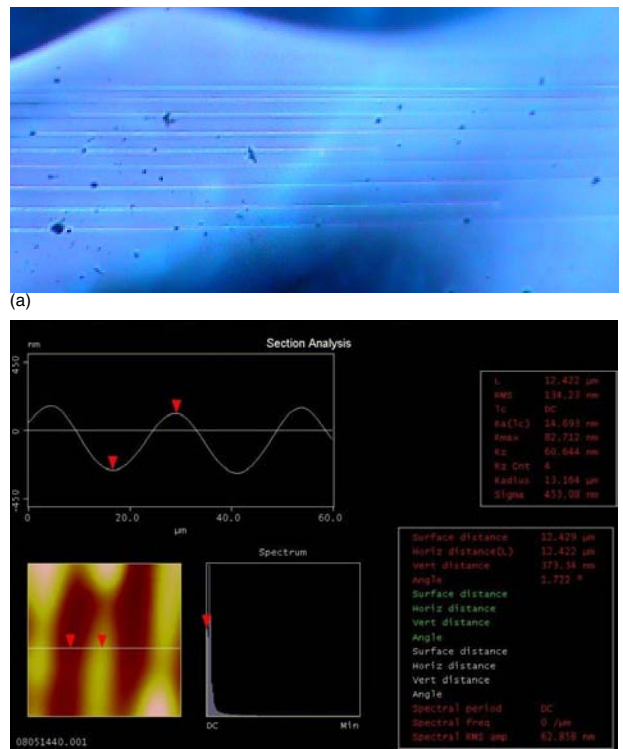 (a)
nm
Section Analysis
450
0
-450
0
20.0
40.0
60.0
µm
L 12.422 µm
RMS 134.23 nm
Tc DC
Ra(Tc) 14.693 nm
Rmax 82.712 nm
Rz 60.644 nm
Rz Cnt 4
Radius 13.164 µm
Sigma 453.08 nm
Spectrum
DC
Min
Surface distance 12.429 µm
Horiz distance(L) 12.422 µm
Vert distance 373.34 nm
Angle 1.722 °
Surface distance
Horiz distance
Vert distance
Angle
Surface distance
Horiz distance
Vert distance
Angle
Spectral period DC
Spectral freq 0 /µm
Spectral RMS amp 62.858 nm
08051440.001